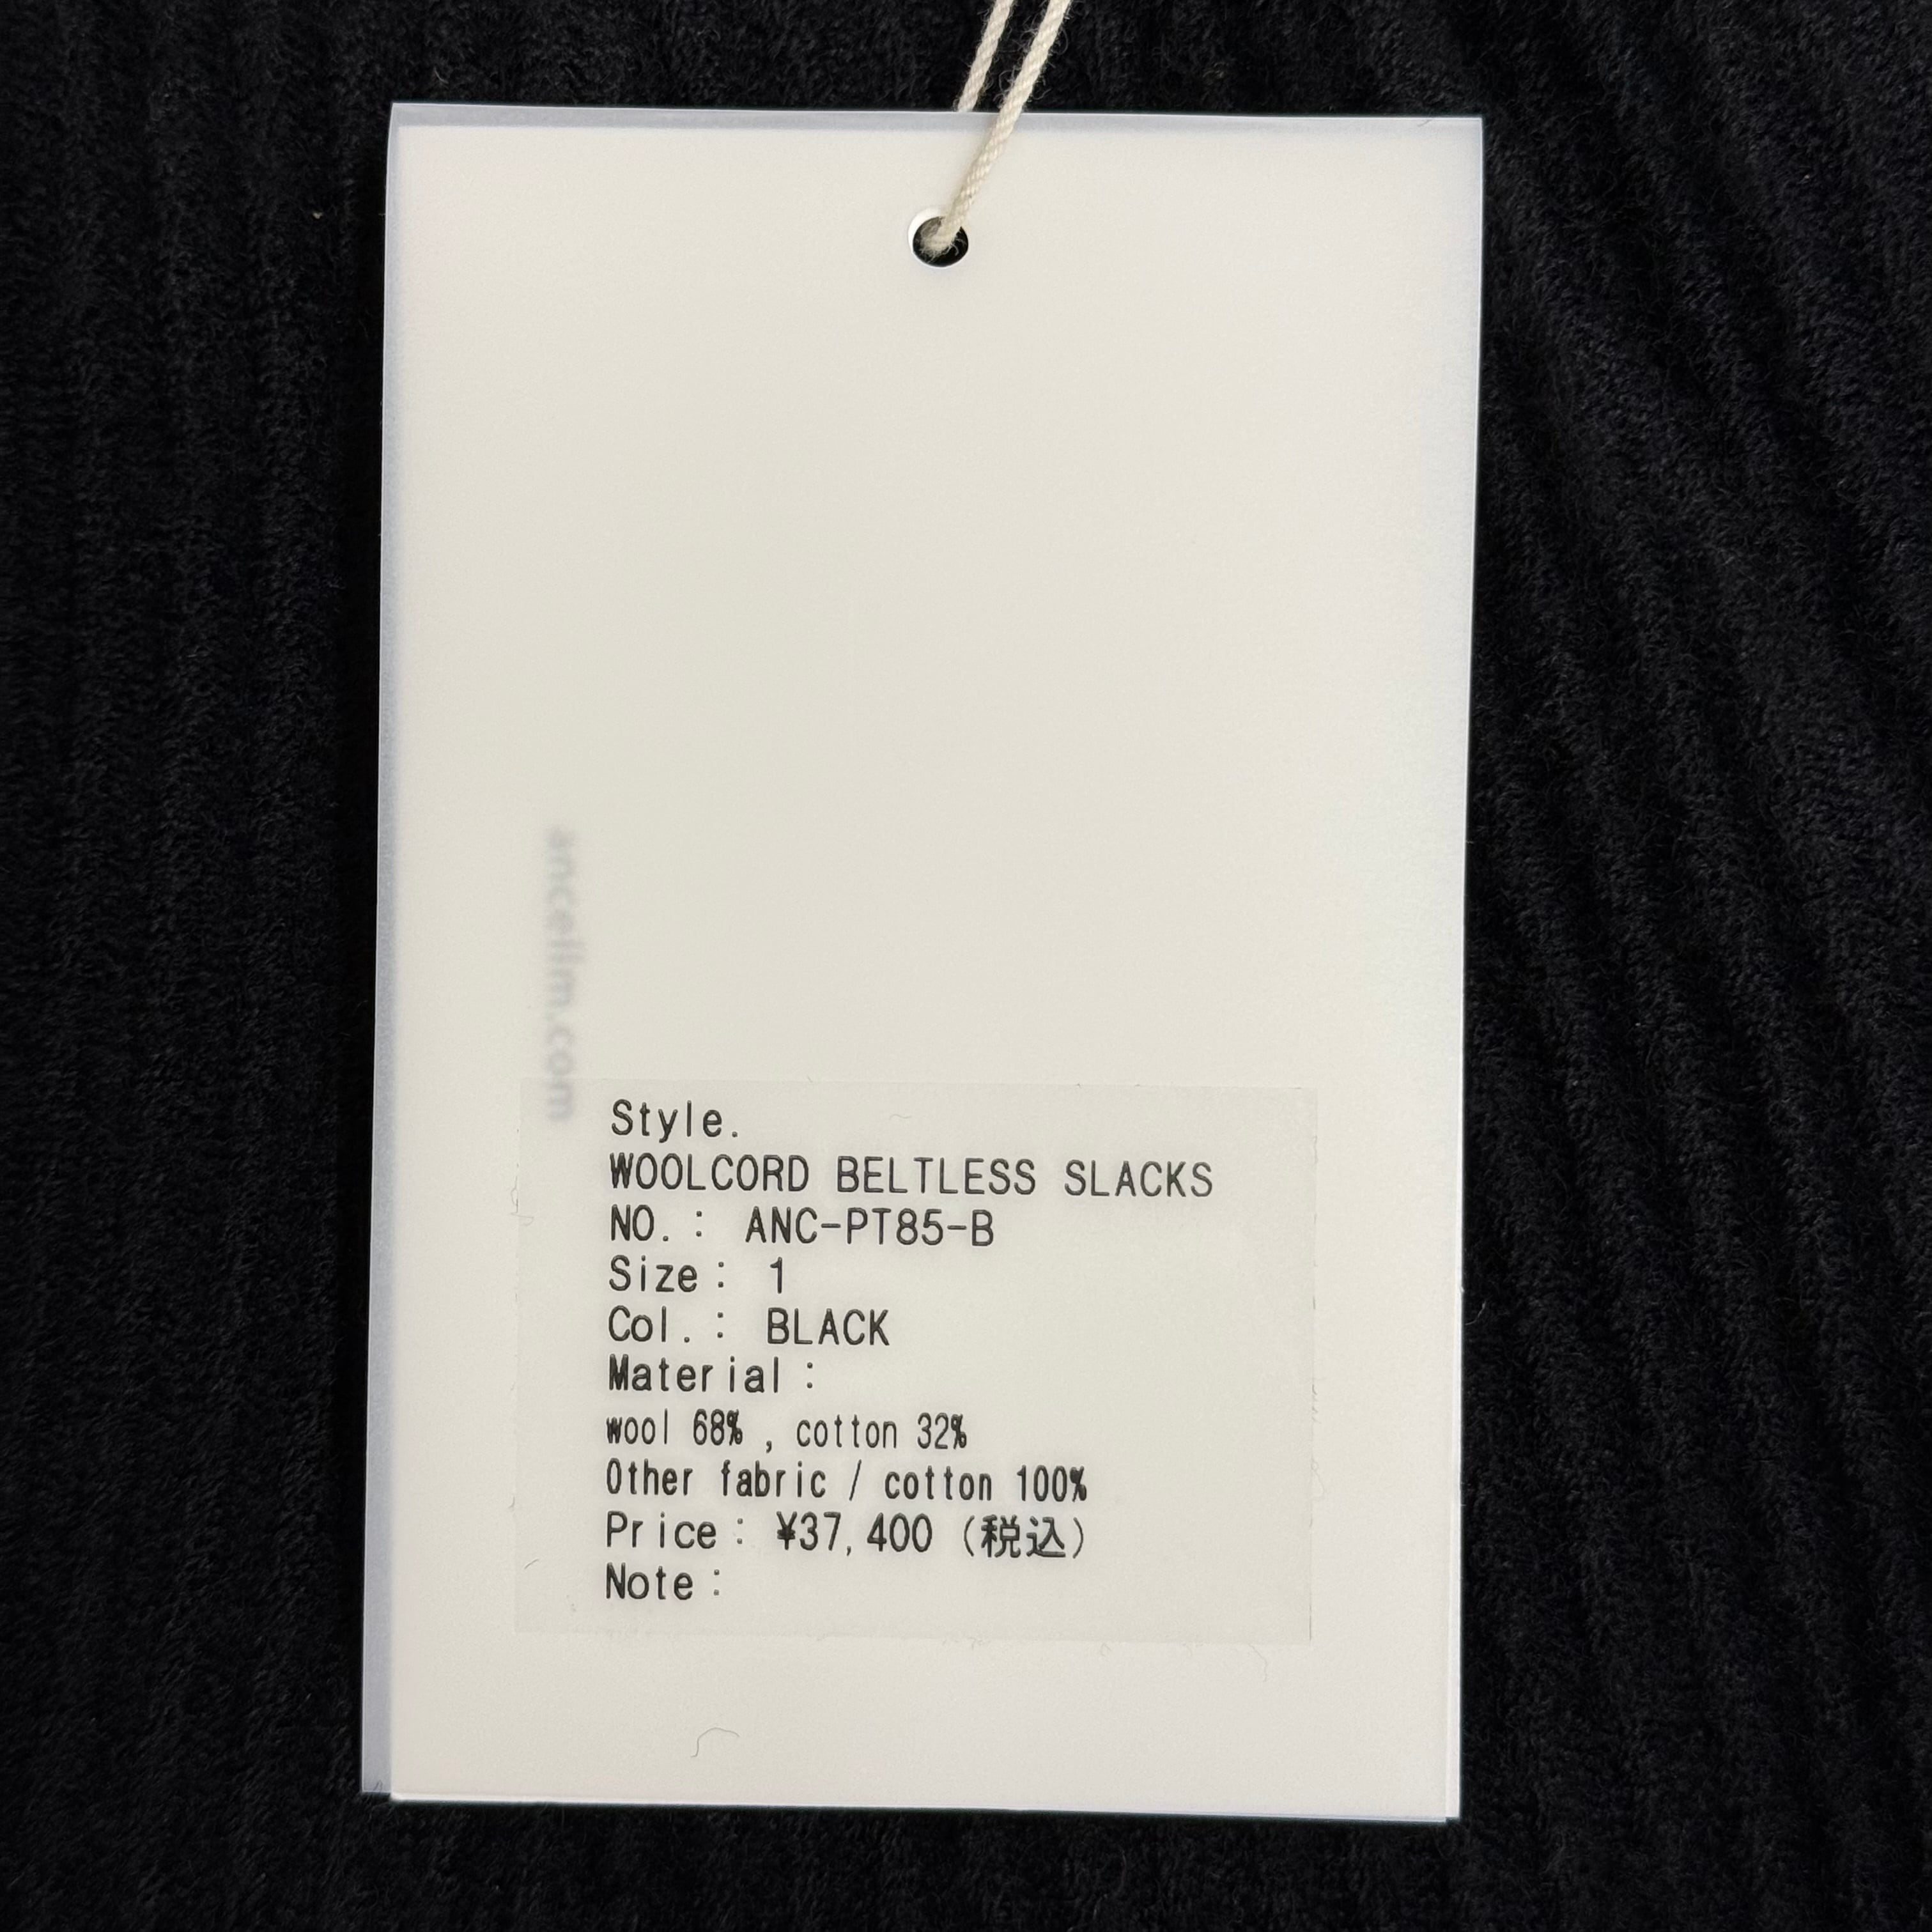 ancellm.com
Style.
WOOLCORD BELTLESS SLACKS
NO.: ANC-PT85-B
Size: 1
Col.: BLACK
Material:
wool 68% , cotton 32%
Other fabric / cotton 100%
Price: ¥37,400 (税込)
Note: